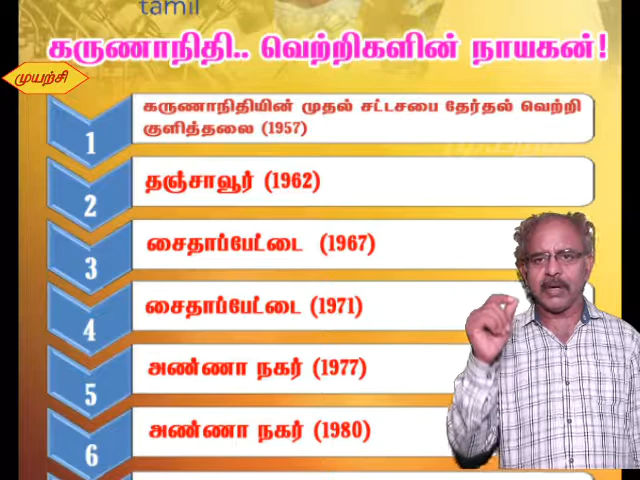 tamil
கருணாநிதி.. வெற்றிகளின் நாயகன்!
முயற்சி
1 கருணாநிதியின் முதல் சட்டசபை தேர்தல் வெற்றி
குளித்தலை (1957)
2 தஞ்சாவூர் (1962)
3 சைதாப்பேட்டை (1967)
4 சைதாப்பேட்டை (1971)
5 அண்ணா நகர் (1977)
6 அண்ணா நகர் (1980)